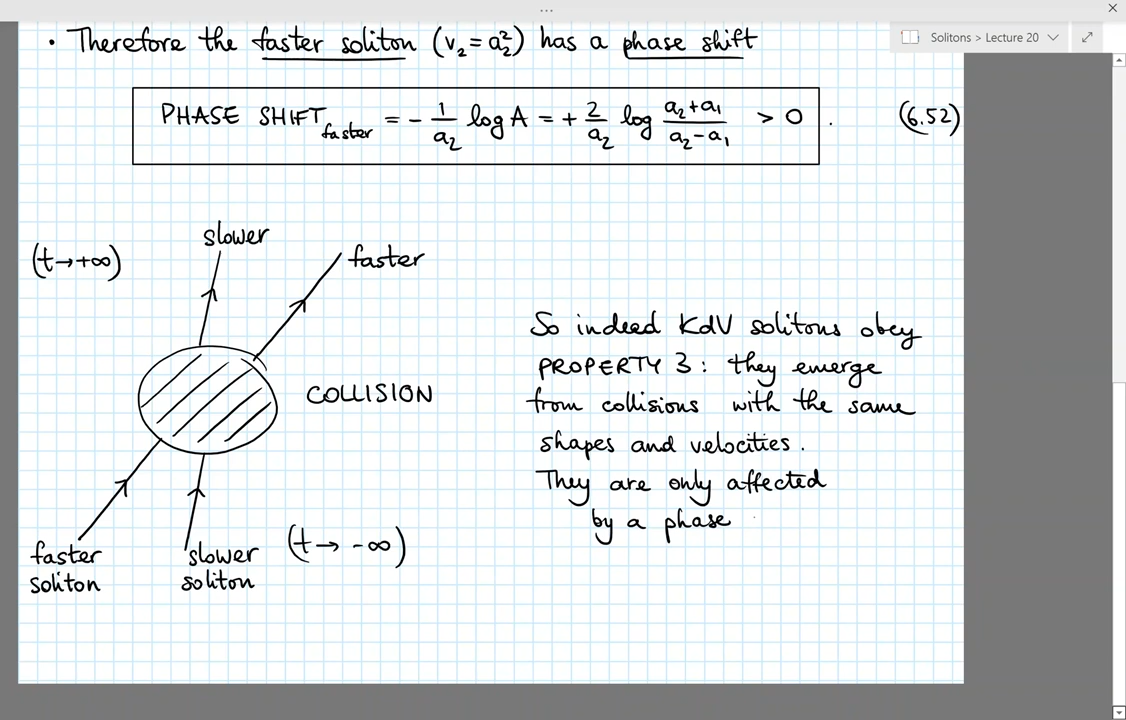 Solitons > Lecture 20
• Therefore the faster soliton (v₂ = a₂²) has a phase shift
PHASE SHIFT_faster = - 1/a₂ log A = + 2/a₂ log (a₂+a₁)/(a₂-a₁) > 0 . (6.52)
slower
(t→+∞)
faster
So indeed KdV solitons obey
PROPERTY 3 : they emerge
COLLISION
from collisions with the same
shapes and velocities.
They are only affected
by a phase
(t→ -∞)
faster
soliton
slower
soliton